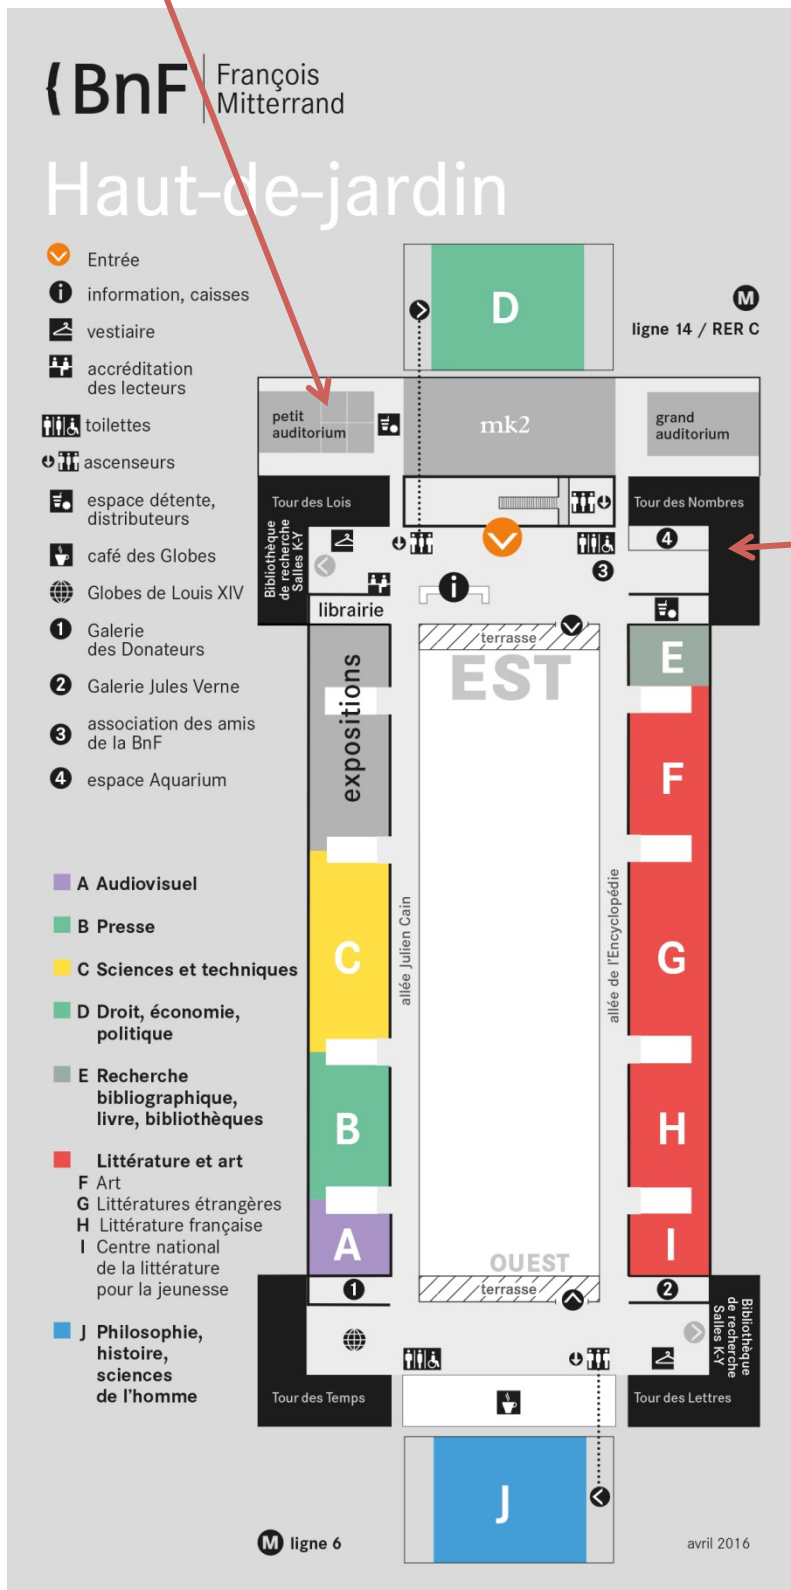 {BnF
François
Mitterrand
Haut-de-jardin
Entrée
i information, caisses
vestiaire
accréditation
des lecteurs
toilettes
ascenseurs
espace détente,
distributeurs
café des Globes
Globes de Louis XIV
1 Galerie
des Donateurs
2 Galerie Jules Verne
3 association des amis
de la BnF
4 espace Aquarium
A Audiovisuel
B Presse
C Sciences et techniques
D Droit, économie,
politique
E Recherche
bibliographique,
livre, bibliothèques
Littérature et art
F Art
G Littératures étrangères
H Littérature française
I Centre national
de la littérature
pour la jeunesse
J Philosophie,
histoire,
sciences
de l'homme
D
M
ligne 14 / RER C
petit
auditorium
mk2
grand
auditorium
Tour des Lois
Tour des Nombres
Bibliothèque
de recherche
Salles K-Y
4
3
i
librairie
terrasse
EST
expositions
E
F
C
G
allée Julien Cain
allée de l'Encyclopédie
B
H
A
I
OUEST
terrasse
1
2
Bibliothèque
de recherche
Salles K-Y
Tour des Temps
Tour des Lettres
J
M ligne 6
avril 2016